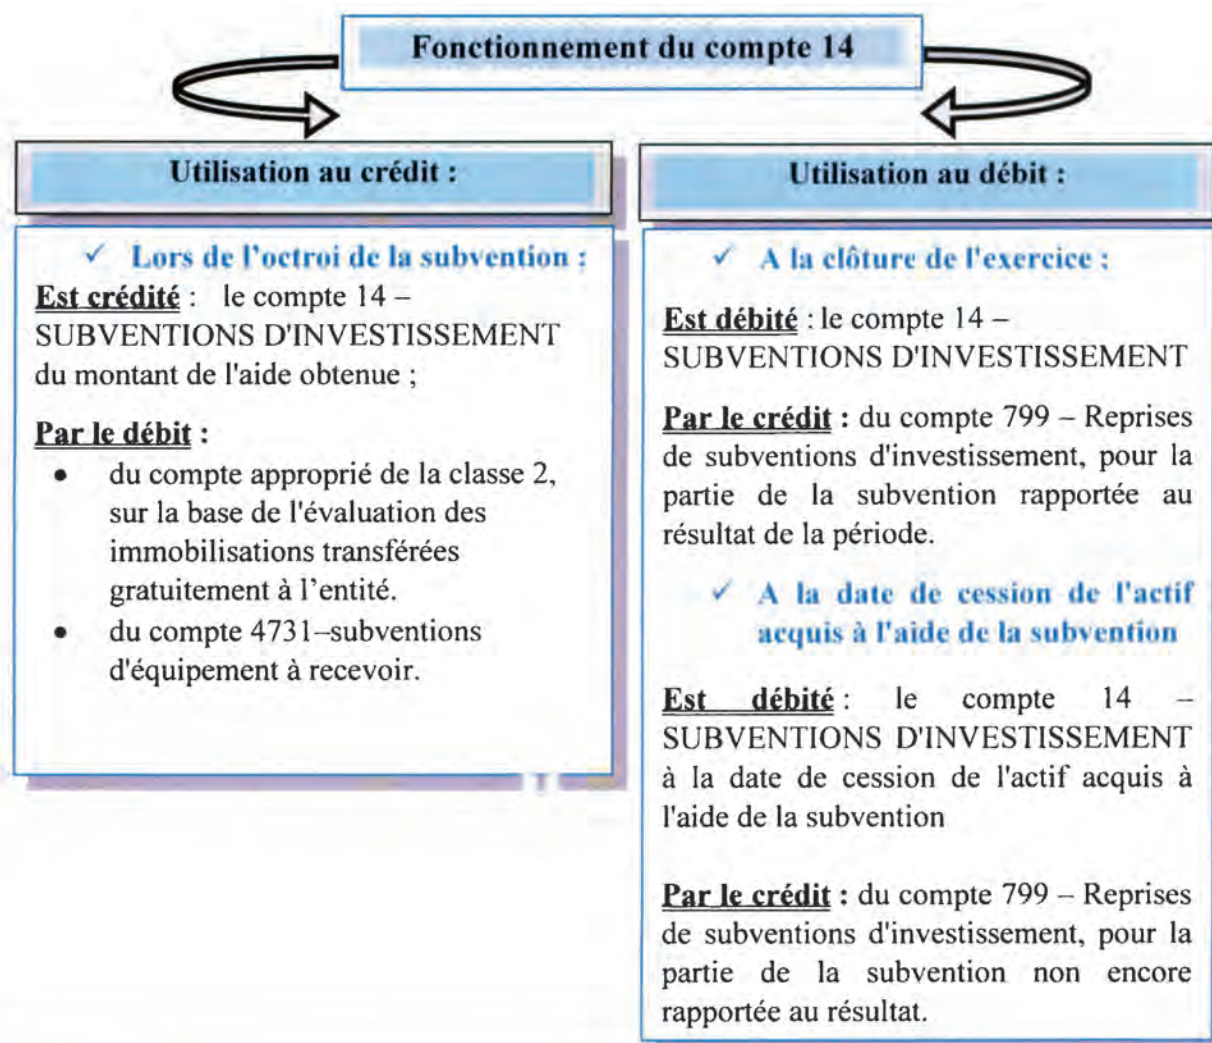 Fonctionnement du compte 14
Utilisation au crédit :
✓ Lors de l'octroi de la subvention :
Est crédité : le compte 14 –
SUBVENTIONS D'INVESTISSEMENT
du montant de l'aide obtenue ;
Par le débit :
• du compte approprié de la classe 2,
sur la base de l'évaluation des
immobilisations transférées
gratuitement à l'entité.
• du compte 4731–subventions
d'équipement à recevoir.
Utilisation au débit :
✓ A la clôture de l'exercice :
Est débité : le compte 14 –
SUBVENTIONS D'INVESTISSEMENT
Par le crédit : du compte 799 – Reprises
de subventions d'investissement, pour la
partie de la subvention rapportée au
résultat de la période.
✓ A la date de cession de l'actif
acquis à l'aide de la subvention
Est débité : le compte 14 –
SUBVENTIONS D'INVESTISSEMENT
à la date de cession de l'actif acquis à
l'aide de la subvention
Par le crédit : du compte 799 – Reprises
de subventions d'investissement, pour la
partie de la subvention non encore
rapportée au résultat.